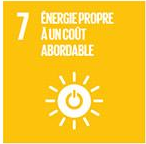 7 ÉNERGIE PROPRE
À UN COÛT
ABORDABLE